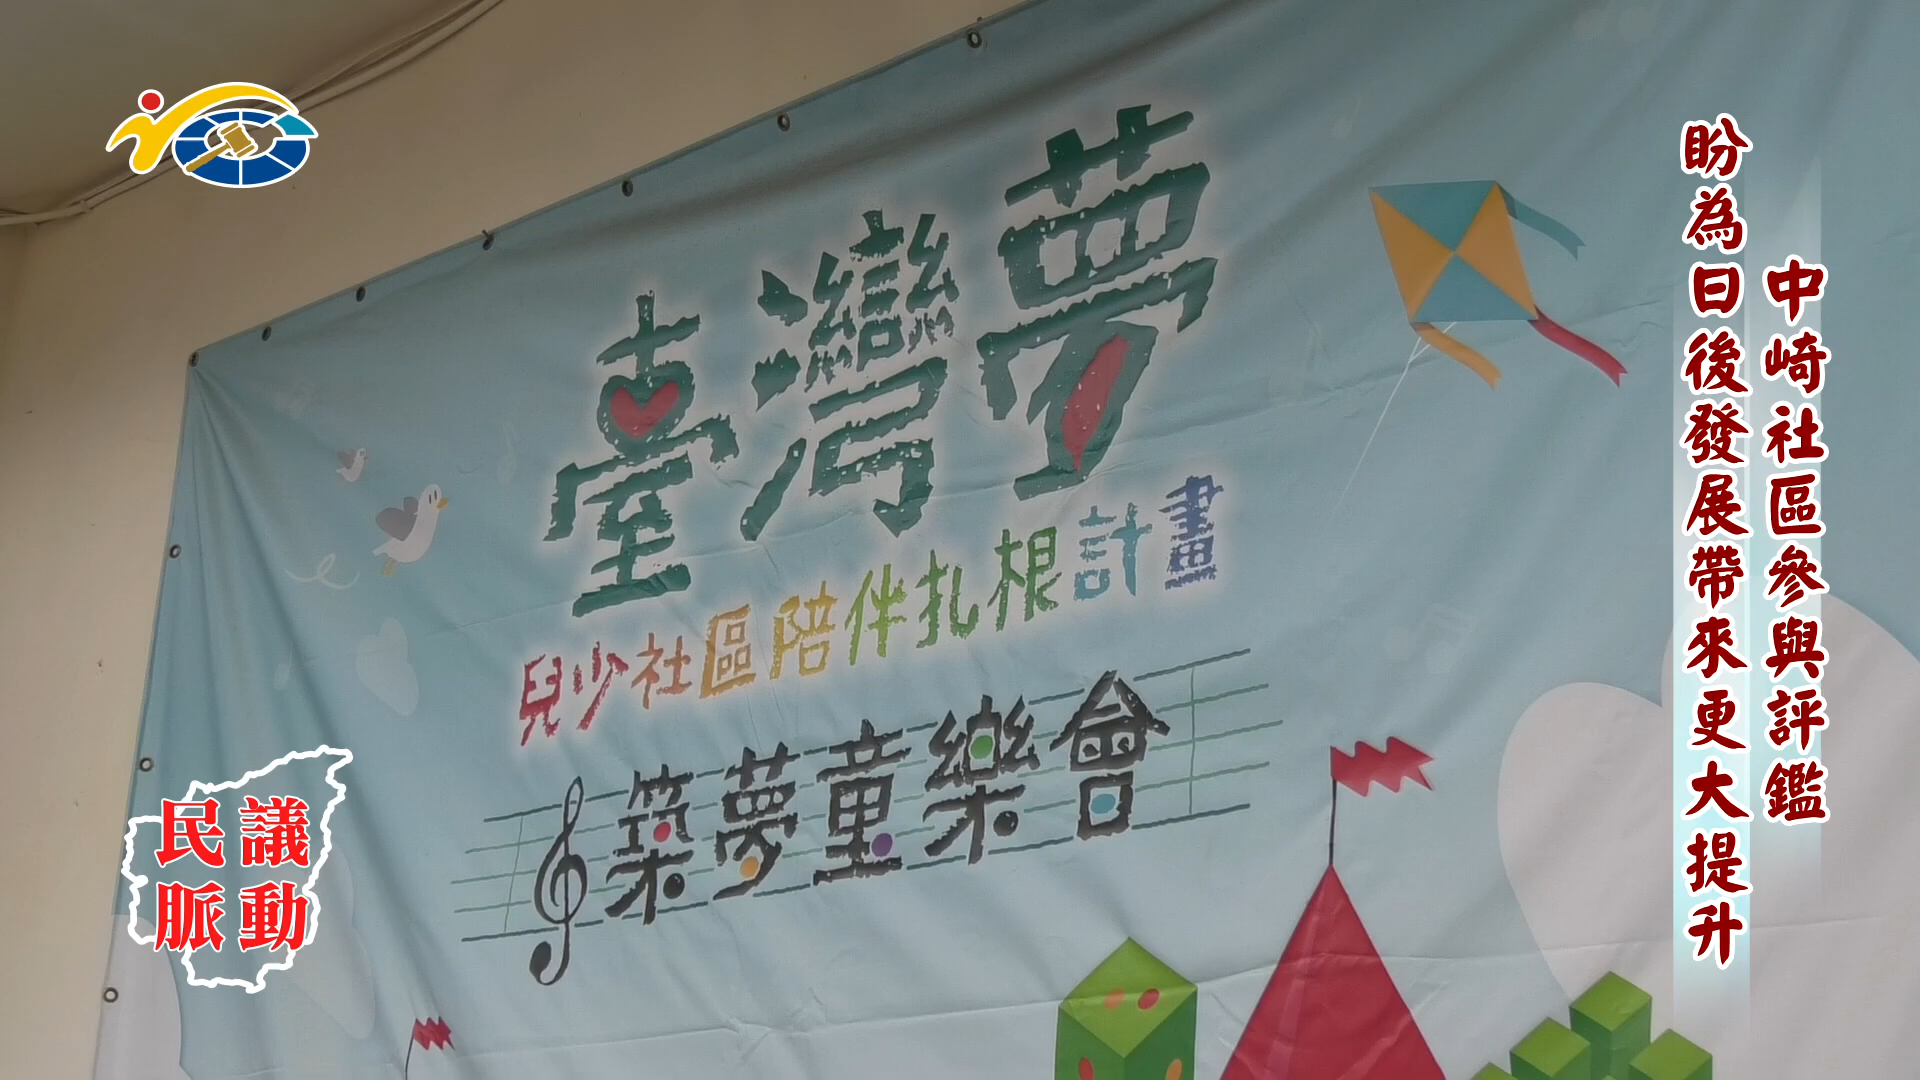 中崎社區參與評鑑
盼為日後發展帶來更大提升
臺灣夢
兒少社區陪伴扎根計畫
築夢童樂會
民議
脈動